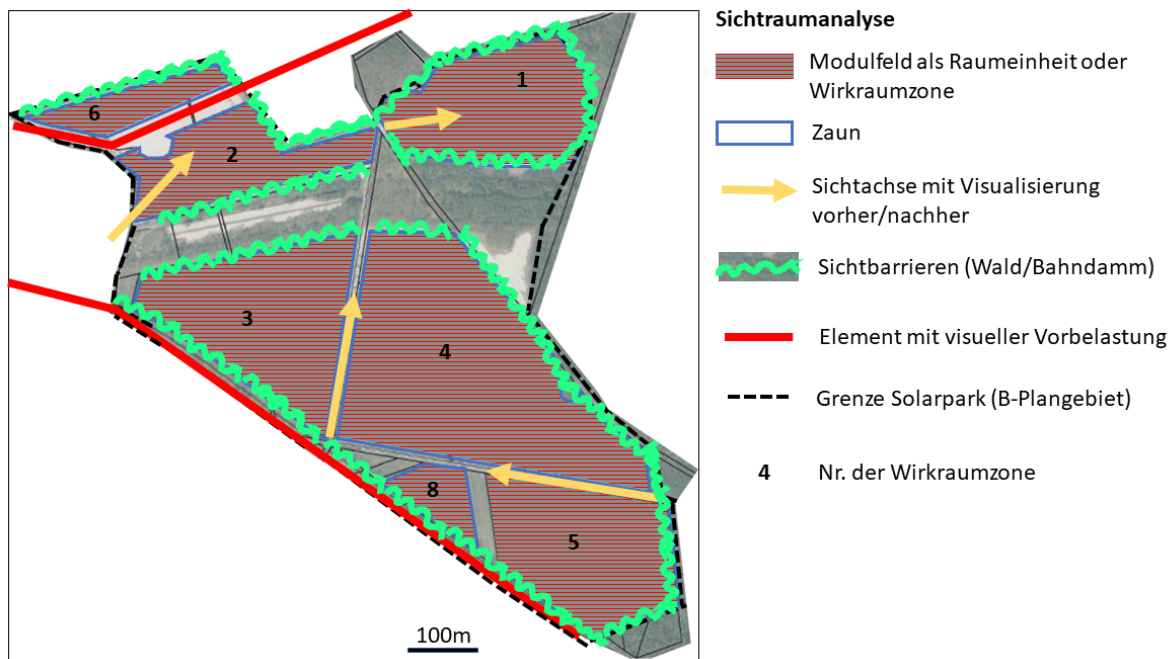 Sichtraumanalyse
Modulfeld als Raumeinheit oder
Wirkraumzone
Zaun
Sichtachse mit Visualisierung
vorher/nachher
Sichtbarrieren (Wald/Bahndamm)
Element mit visueller Vorbelastung
Grenze Solarpark (B-Plangebiet)
4 Nr. der Wirkraumzone
1
6
2
3
4
8
5
100m